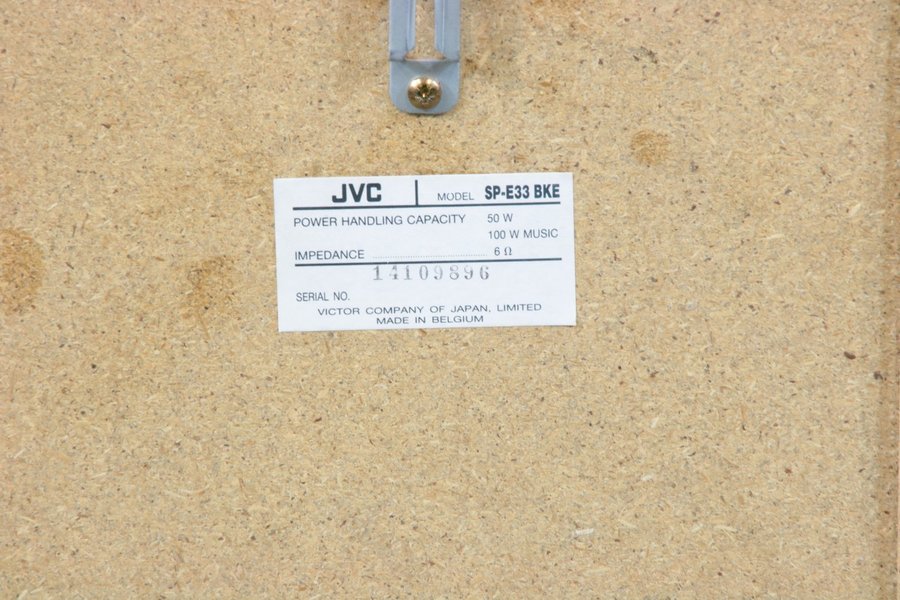 JVC MODEL SP-E33 BKE
POWER HANDLING CAPACITY 50 W
100 W MUSIC
IMPEDANCE 6 Ω
14109896
SERIAL NO.
VICTOR COMPANY OF JAPAN, LIMITED
MADE IN BELGIUM